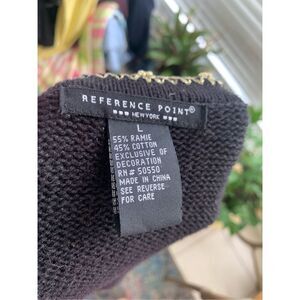 REFERENCE POINT®
NEW YORK
L
55% RAMIE
45% COTTON
EXCLUSIVE OF
DECORATION
RN# 50550
MADE IN CHINA
SEE REVERSE
FOR CARE